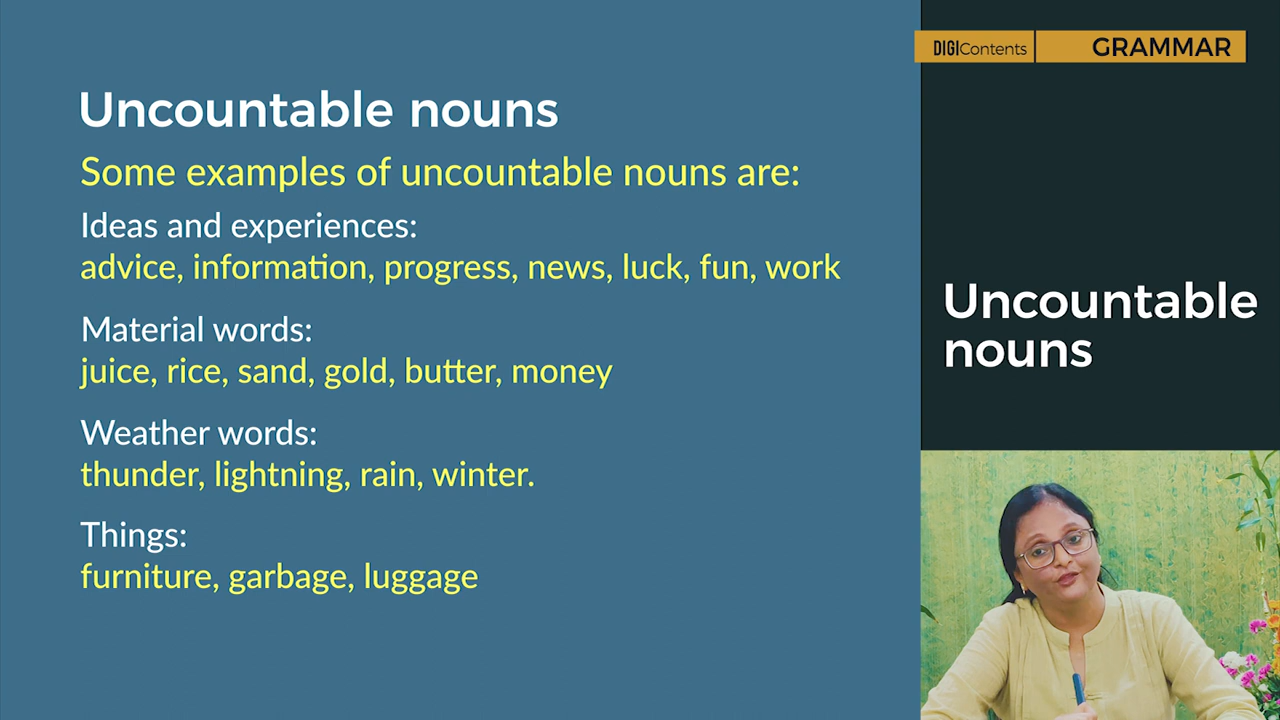 Uncountable nouns
Some examples of uncountable nouns are:
Ideas and experiences:
advice, information, progress, news, luck, fun, work
Material words:
juice, rice, sand, gold, butter, money
Weather words:
thunder, lightning, rain, winter.
Things:
furniture, garbage, luggage
DIGIContents
GRAMMAR
Uncountable
nouns